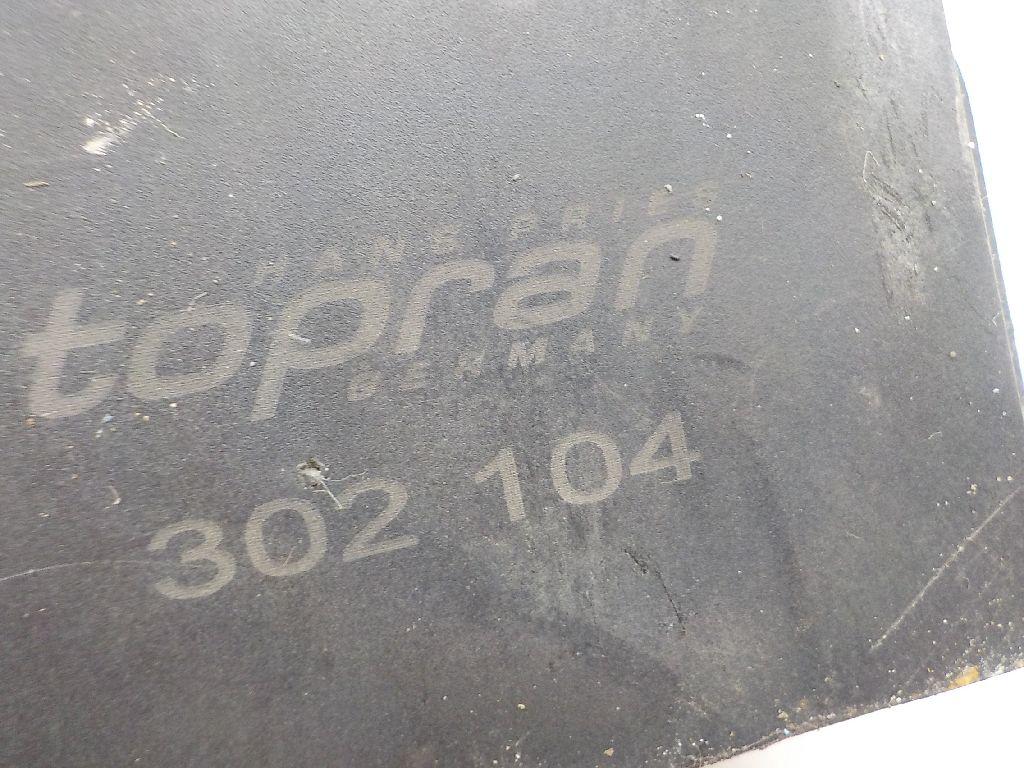 HANS PRIES
topran
GERMANY
302 104